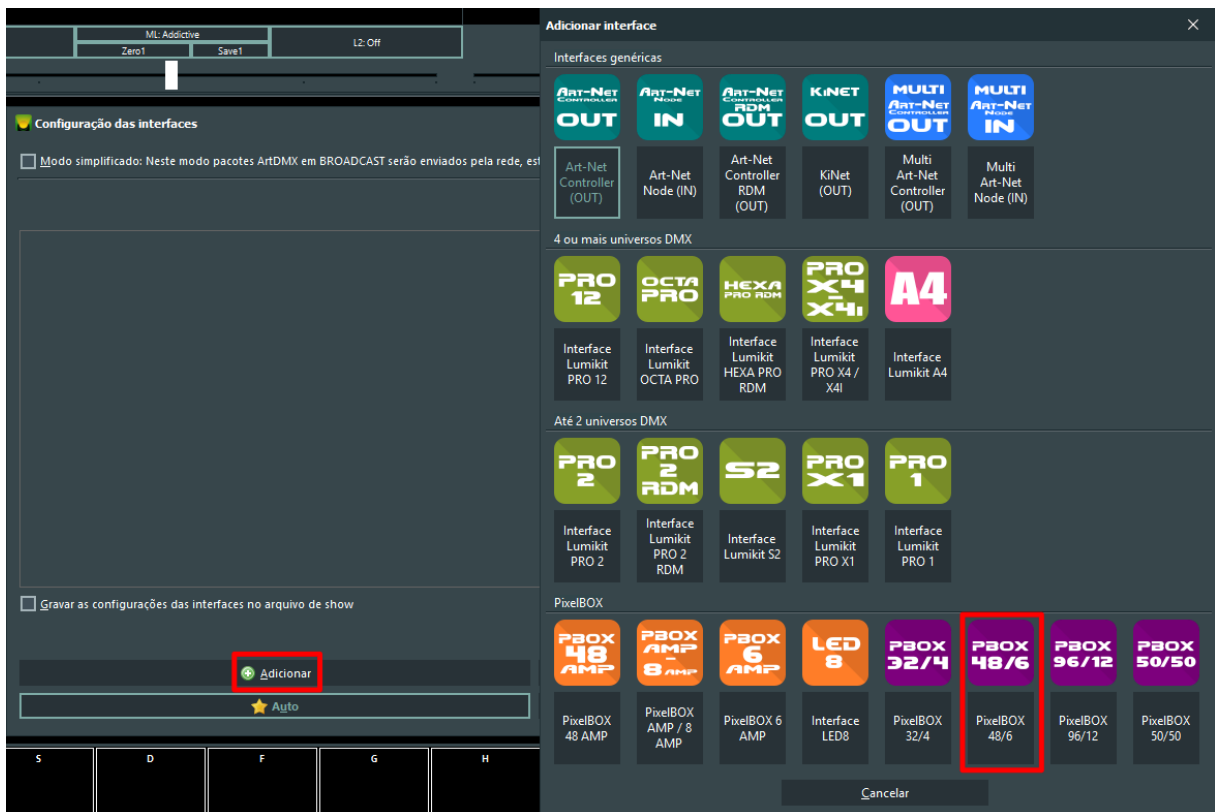 ML: Addictive
Zero1
Save1
L2: Off
Configuração das interfaces
Modo simplificado: Neste modo pacotes ArtDMX em BROADCAST serão enviados pela rede, est
Gravar as configurações das interfaces no arquivo de show
Adicionar
Auto
S
D
F
G
H
Adicionar interface
Interfaces genéricas
ART-NET
CONTROLLER
OUT
ART-NET
NODE
IN
ART-NET
CONTROLLER
RDM
OUT
KiNET
OUT
MULTI
ART-NET
CONTROLLER
OUT
MULTI
ART-NET
NODE
IN
Art-Net
Controller
(OUT)
Art-Net
Node (IN)
Art-Net
Controller
RDM
(OUT)
KiNet
(OUT)
Multi
Art-Net
Controller
(OUT)
Multi
Art-Net
Node (IN)
4 ou mais universos DMX
PRO
12
OCTA
PRO
HEXA
PRO RDM
PRO
X4
-
X4i
A4
Interface
Lumikit
PRO 12
Interface
Lumikit
OCTA PRO
Interface
Lumikit
HEXA PRO
RDM
Interface
Lumikit
PRO X4 /
X4I
Interface
Lumikit A4
Até 2 universos DMX
PRO
2
PRO
2
RDM
S2
PRO
X1
PRO
1
Interface
Lumikit
PRO 2
Interface
Lumikit
PRO 2
RDM
Interface
Lumikit S2
Interface
Lumikit
PRO X1
Interface
Lumikit
PRO 1
PixelBOX
PBOX
48
AMP
PBOX
AMP
-
8 AMP
PBOX
6
AMP
LED
8
PBOX
32/4
PBOX
48/6
PBOX
96/12
PBOX
50/50
PixelBOX
48 AMP
PixelBOX
AMP / 8
AMP
PixelBOX 6
AMP
Interface
LED8
PixelBOX
32/4
PixelBOX
48/6
PixelBOX
96/12
PixelBOX
50/50
Cancelar